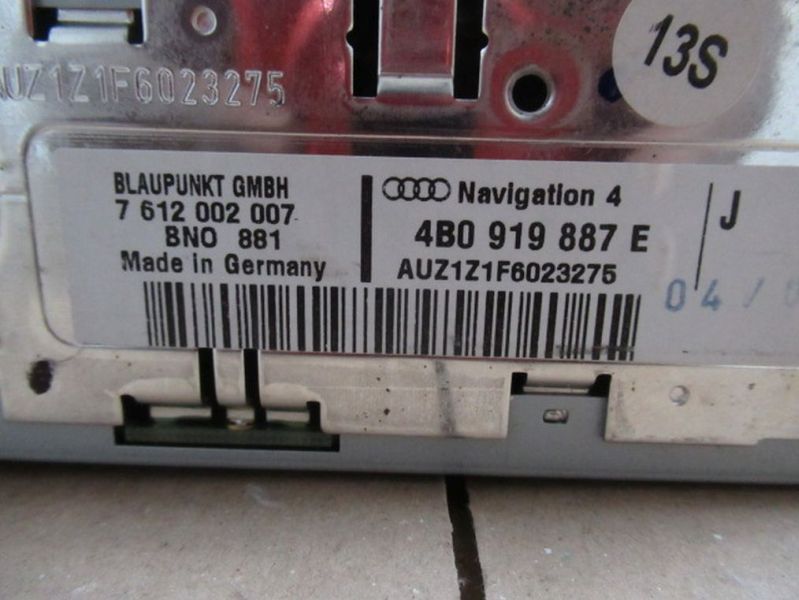 13S
AUZ1Z1F6023275
BLAUPUNKT GMBH
7 612 002 007
BNO 881
Made in Germany
Navigation 4
4B0 919 887 E
AUZ1Z1F6023275
J
04/